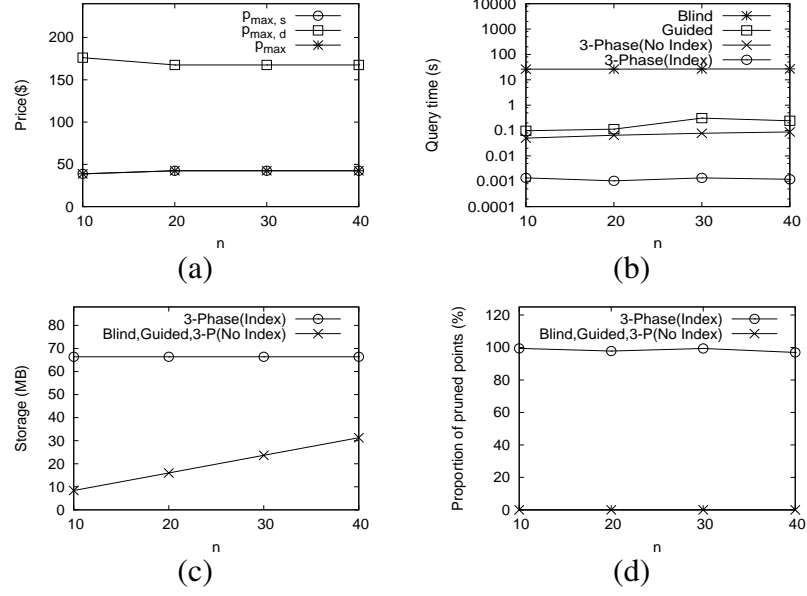 p_max, s
p_max, d
p_max
Price($)
200
150
100
50
0
10 20 30 40
n
(a)
Blind
Guided
3-Phase(No Index)
3-Phase(Index)
Query time (s)
10000
1000
100
10
1
0.1
0.01
0.001
0.0001
10 20 30 40
n
(b)
3-Phase(Index)
Blind,Guided,3-P(No Index)
Storage (MB)
80
70
60
50
40
30
20
10
0
10 20 30 40
n
(c)
3-Phase(Index)
Blind,Guided,3-P(No Index)
Proportion of pruned points (%)
120
100
80
60
40
20
0
10 20 30 40
n
(d)